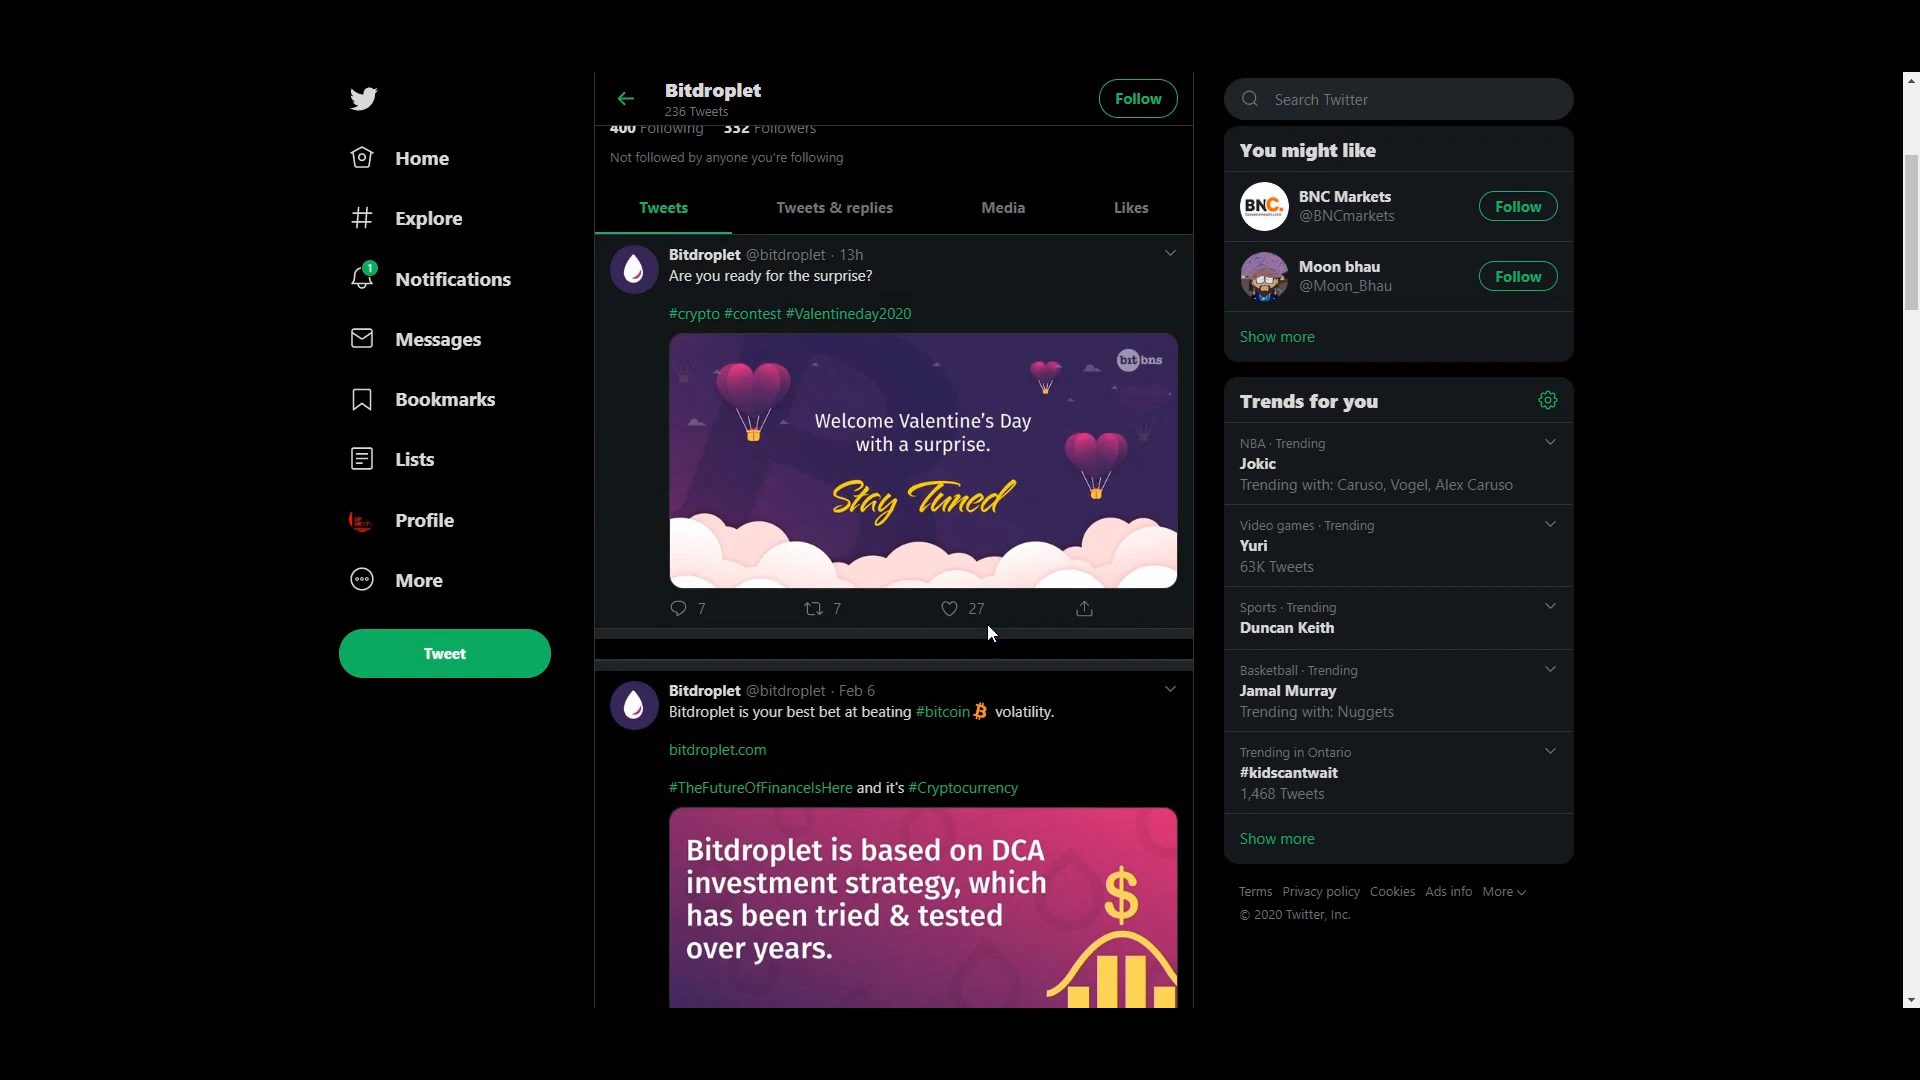 Home
Explore
1
Notifications
Messages
Bookmarks
Lists
Profile
More
Tweet
Bitdroplet
236 Tweets
Follow
400 Following 332 Followers
Not followed by anyone you're following
Tweets Tweets & replies Media Likes
Bitdroplet @bitdroplet · 13h
Are you ready for the surprise?
#crypto #contest #Valentineday2020
bitbns
Welcome Valentine's Day
with a surprise.
Stay Tuned
7 7 27
Bitdroplet @bitdroplet · Feb 6
Bitdroplet is your best bet at beating #bitcoin volatility.
bitdroplet.com
#TheFutureOfFinanceIsHere and it's #Cryptocurrency
Bitdroplet is based on DCA
investment strategy, which
has been tried & tested
over years.
$
Search Twitter
You might like
BNC.
BNC Markets
@BNCmarkets
Follow
Moon bhau
@Moon_Bhau
Follow
Show more
Trends for you
NBA · Trending
Jokic
Trending with: Caruso, Vogel, Alex Caruso
Video games · Trending
Yuri
63K Tweets
Sports · Trending
Duncan Keith
Basketball · Trending
Jamal Murray
Trending with: Nuggets
Trending in Ontario
#kidscantwait
1,468 Tweets
Show more
Terms Privacy policy Cookies Ads info More
© 2020 Twitter, Inc.